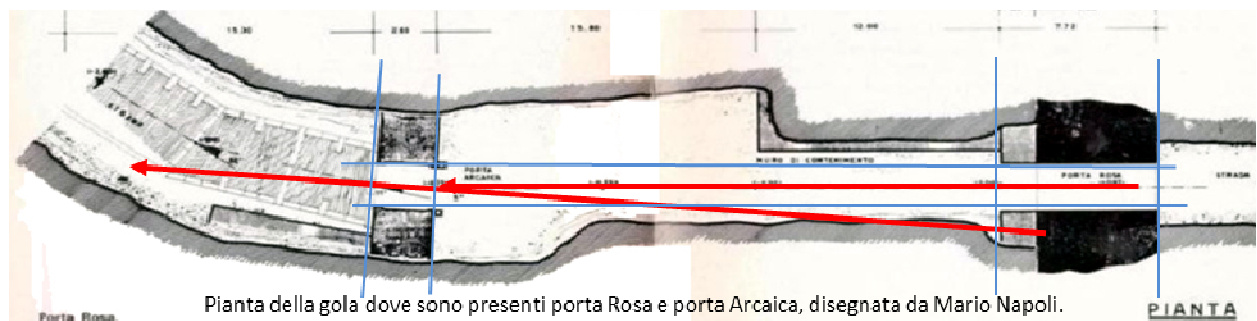 15.30 2.68 15.80 12.00 7.72
PORTA
ARCAICA
MURO DI CONTENIMENTO
PORTA ROSA
STRADA
Pianta della gola dove sono presenti porta Rosa e porta Arcaica, disegnata da Mario Napoli.
Porta Rosa.
PIANTA